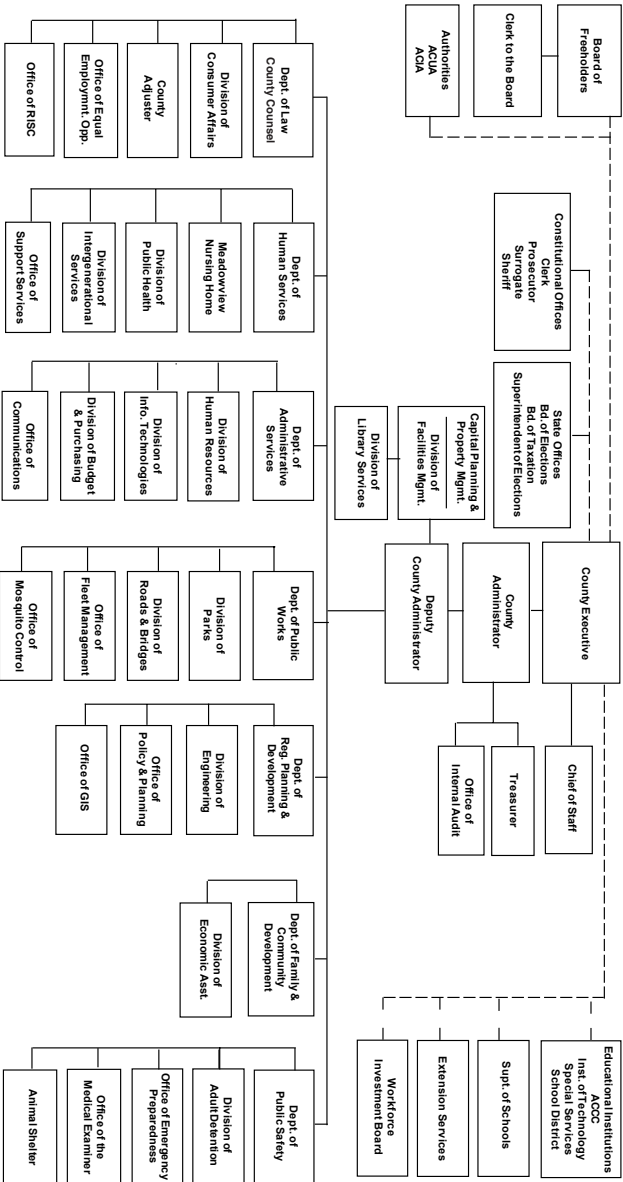 Board of
Freeholders
Clerk to the Board
Authorities
ACUA
ACIA
Constitutional Offices
Clerk
Prosecutor
Surrogate
Sheriff
State Offices
Bd. of Elections
Bd. of Taxation
Superintendent of Elections
County Executive
Chief of Staff
County
Administrator
Treasurer
Office of
Internal Audit
Deputy
County Administrator
Capital Planning &
Property Mgmt.
Division of
Facilities Mgmt.
Division of
Library Services
Educational Institutions
ACCC
Inst. of Technology
Special Services
School District
Supt. of Schools
Extension Services
Workforce
Investment Board
Dept. of Law
County Counsel
Division of
Consumer Affairs
County
Adjuster
Office of Equal
Employmnt. Opp.
Office of RISC
Dept. of
Human Services
Meadowview
Nursing Home
Division of
Public Health
Division of
Intergenerational
Services
Office of
Support Services
Dept. of
Administrative
Services
Division of
Human Resources
Division of
Info. Technologies
Division of Budget
& Purchasing
Office of
Communications
Dept. of Public
Works
Division of
Parks
Division of
Roads & Bridges
Office of
Fleet Management
Office of
Mosquito Control
Dept. of
Reg. Planning &
Development
Division of
Engineering
Office of
Policy & Planning
Office of GIS
Dept. of Family &
Community
Development
Division of
Economic Asst.
Dept. of
Public Safety
Division of
Adult Detention
Office of Emergency
Preparedness
Office of the
Medical Examiner
Animal Shelter